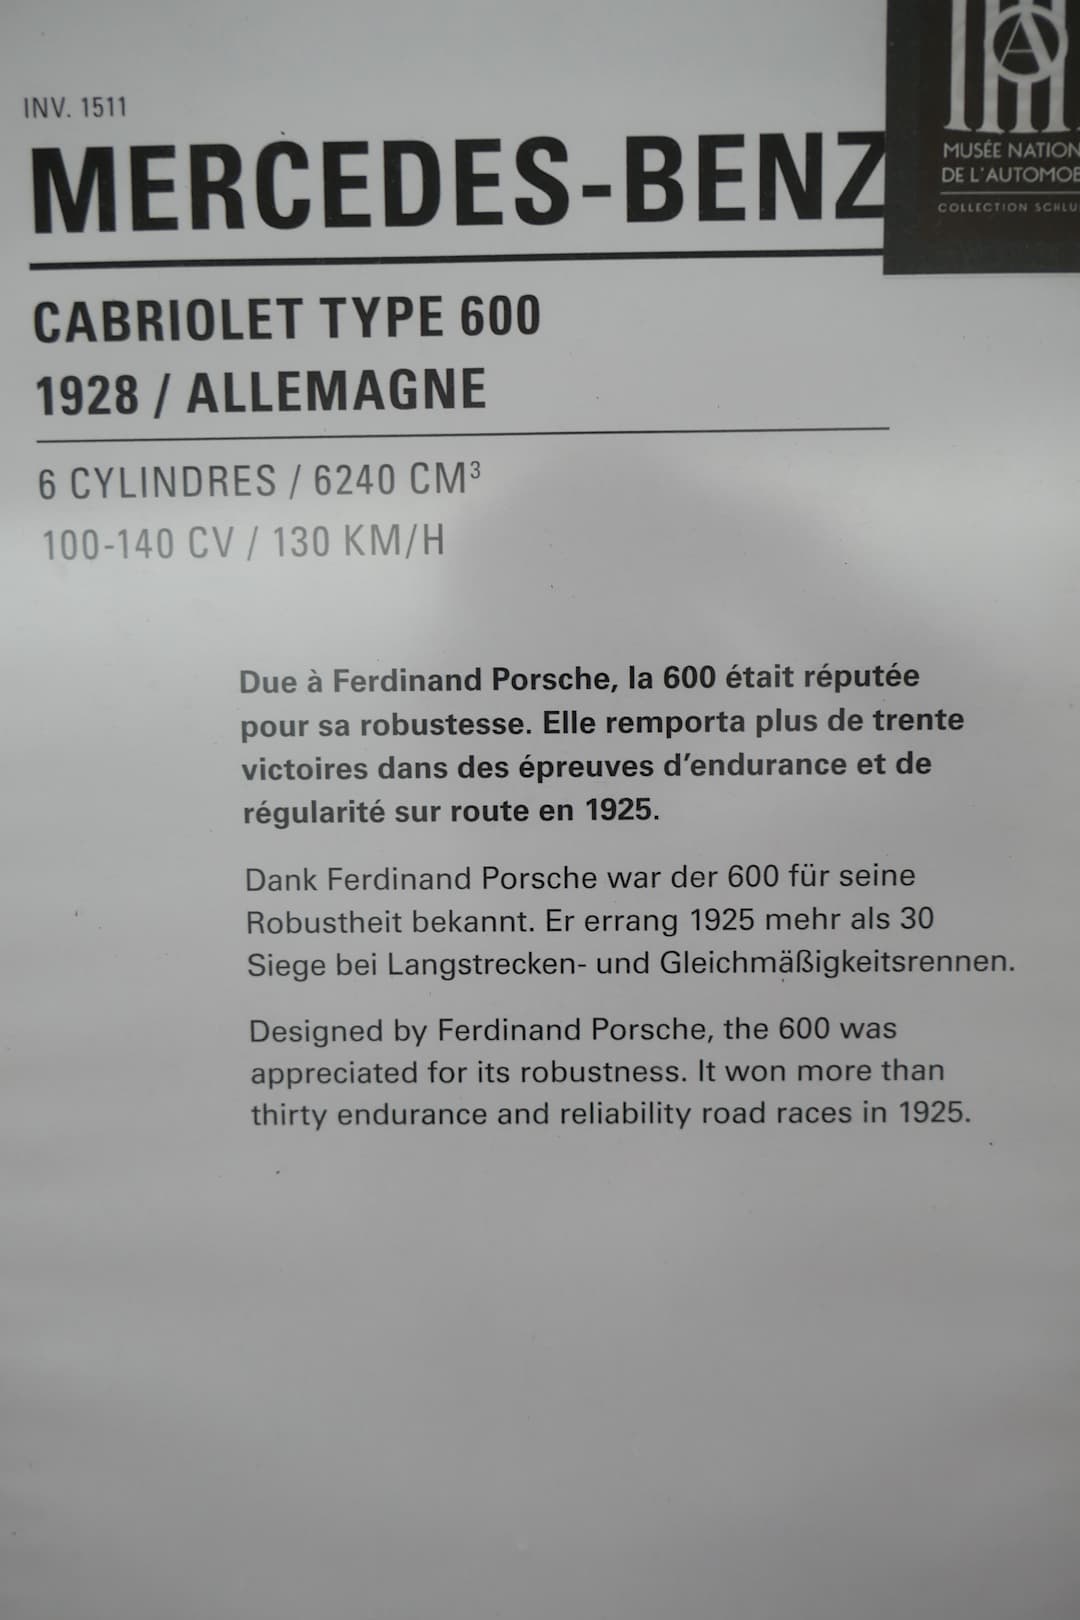 INV. 1511
MERCEDES-BENZ
MUSÉE NATION
DE L'AUTOMOB
COLLECTION SCHLU
CABRIOLET TYPE 600
1928 / ALLEMAGNE
6 CYLINDRES / 6240 CM³
100-140 CV / 130 KM/H
Due à Ferdinand Porsche, la 600 était réputée
pour sa robustesse. Elle remporta plus de trente
victoires dans des épreuves d’endurance et de
régularité sur route en 1925.
Dank Ferdinand Porsche war der 600 für seine
Robustheit bekannt. Er errang 1925 mehr als 30
Siege bei Langstrecken- und Gleichmäßigkeitsrennen.
Designed by Ferdinand Porsche, the 600 was
appreciated for its robustness. It won more than
thirty endurance and reliability road races in 1925.